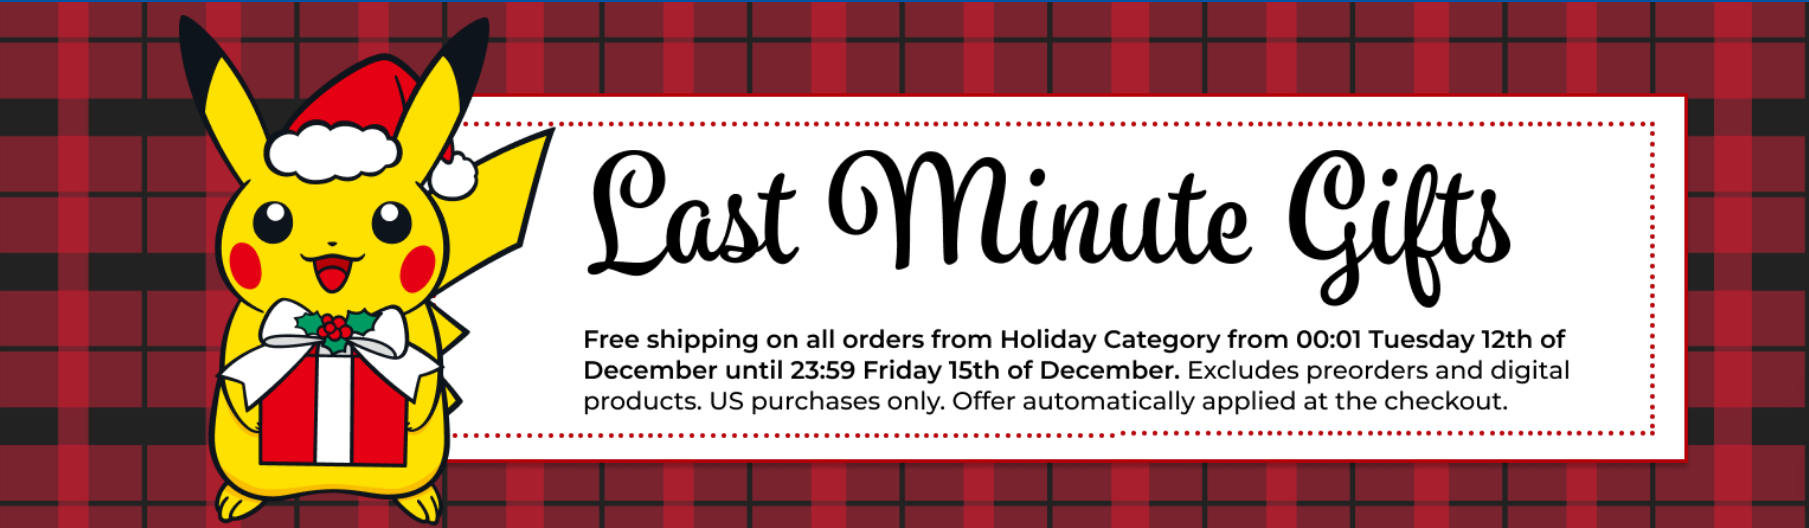 Last Minute Gifts
Free shipping on all orders from Holiday Category from 00:01 Tuesday 12th of
December until 23:59 Friday 15th of December. Excludes preorders and digital
products. US purchases only. Offer automatically applied at the checkout.